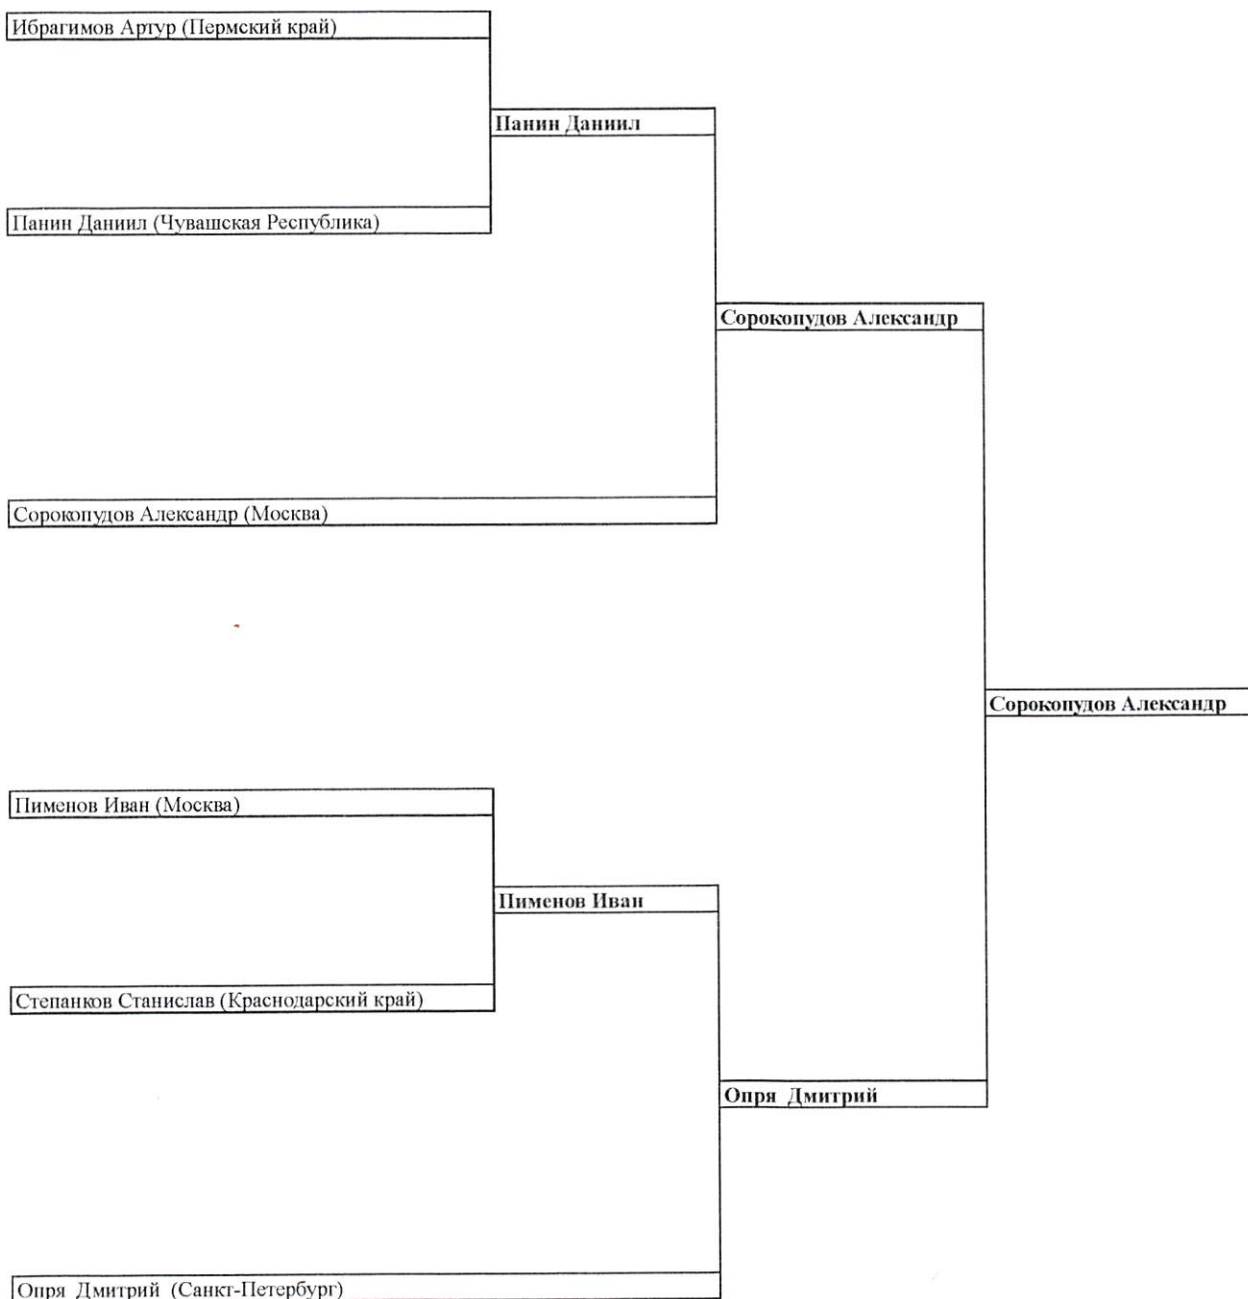 Ибрагимов Артур (Пермский край)
Панин Даниил
Панин Даниил (Чувашская Республика)
Сорокопудов Александр
Сорокопудов Александр (Москва)
Сорокопудов Александр
Пименов Иван (Москва)
Пименов Иван
Степанков Станислав (Краснодарский край)
Опря  Дмитрий
Опря  Дмитрий  (Санкт-Петербург)